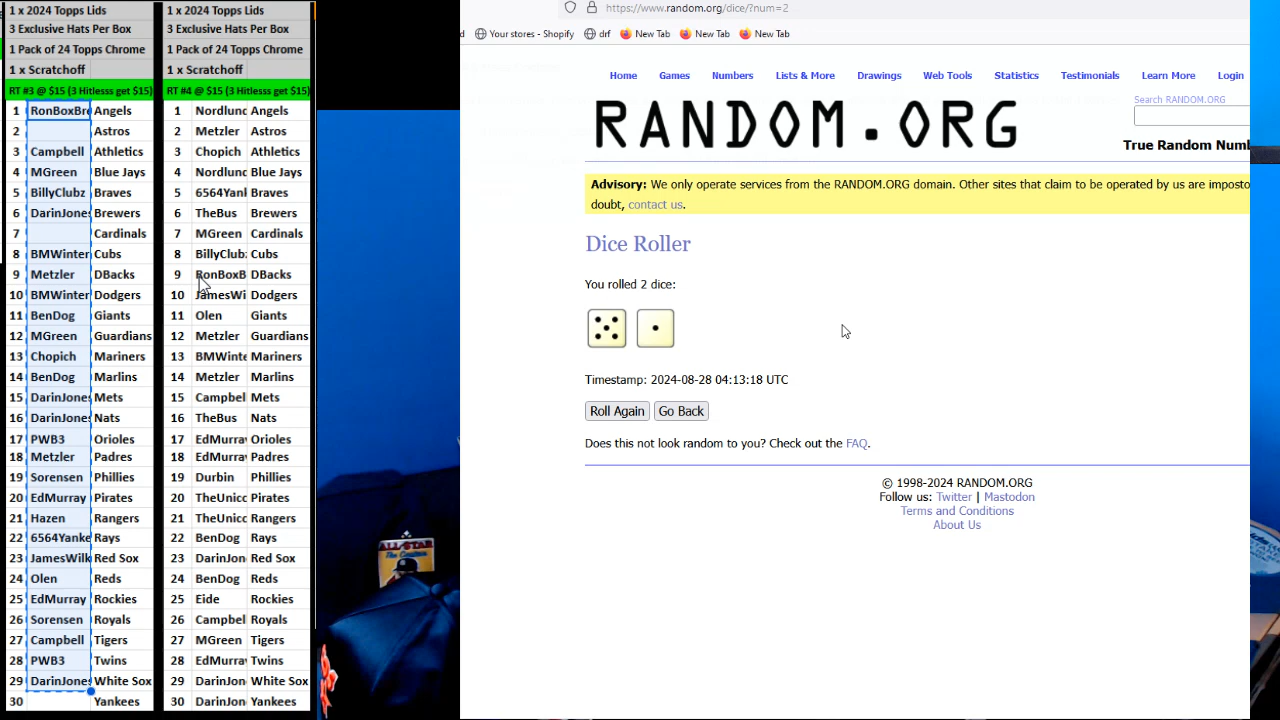 1 x 2024 Topps Lids
3 Exclusive Hats Per Box
1 Pack of 24 Topps Chrome
1 x Scratchoff
RT #3 @ $15 (3 Hitlesss get $15)
1 RonBoxBre Angels
2 Astros
3 Campbell Athletics
4 MGreen Blue Jays
5 BillyClubz Braves
6 DarinJones Brewers
7 Cardinals
8 BMWinter Cubs
9 Metzler DBacks
10 BMWinter Dodgers
11 BenDog Giants
12 MGreen Guardians
13 Chopich Mariners
14 BenDog Marlins
15 DarinJones Mets
16 DarinJones Nats
17 PWB3 Orioles
18 Metzler Padres
19 Sorensen Phillies
20 EdMurray Pirates
21 Hazen Rangers
22 6564Yanke Rays
23 JamesWilk Red Sox
24 Olen Reds
25 EdMurray Rockies
26 Sorensen Royals
27 Campbell Tigers
28 PWB3 Twins
29 DarinJones White Sox
30 Yankees
1 x 2024 Topps Lids
3 Exclusive Hats Per Box
1 Pack of 24 Topps Chrome
1 x Scratchoff
RT #4 @ $15 (3 Hitlesss get $15)
1 Nordlund Angels
2 Metzler Astros
3 Chopich Athletics
4 Nordlund Blue Jays
5 6564Yank Braves
6 TheBus Brewers
7 MGreen Cardinals
8 BillyClubz Cubs
9 RonBoxB DBacks
10 JamesWi Dodgers
11 Olen Giants
12 Metzler Guardians
13 BMWinte Mariners
14 Metzler Marlins
15 Campbel Mets
16 TheBus Nats
17 EdMurray Orioles
18 EdMurray Padres
19 Durbin Phillies
20 TheUnico Pirates
21 TheUnico Rangers
22 BenDog Rays
23 DarinJon Red Sox
24 BenDog Reds
25 Eide Rockies
26 Campbel Royals
27 MGreen Tigers
28 EdMurray Twins
29 DarinJon White Sox
30 DarinJon Yankees
https://www.random.org/dice/?num=2
d Your stores - Shopify drf New Tab New Tab New Tab
Home Games Numbers Lists & More Drawings Web Tools Statistics Testimonials Learn More Login
RANDOM.ORG
Search RANDOM.ORG
True Random Numb
Advisory: We only operate services from the RANDOM.ORG domain. Other sites that claim to be operated by us are imposto
doubt, contact us.
Dice Roller
You rolled 2 dice:
Timestamp: 2024-08-28 04:13:18 UTC
Roll Again Go Back
Does this not look random to you? Check out the FAQ.
© 1998-2024 RANDOM.ORG
Follow us: Twitter | Mastodon
Terms and Conditions
About Us